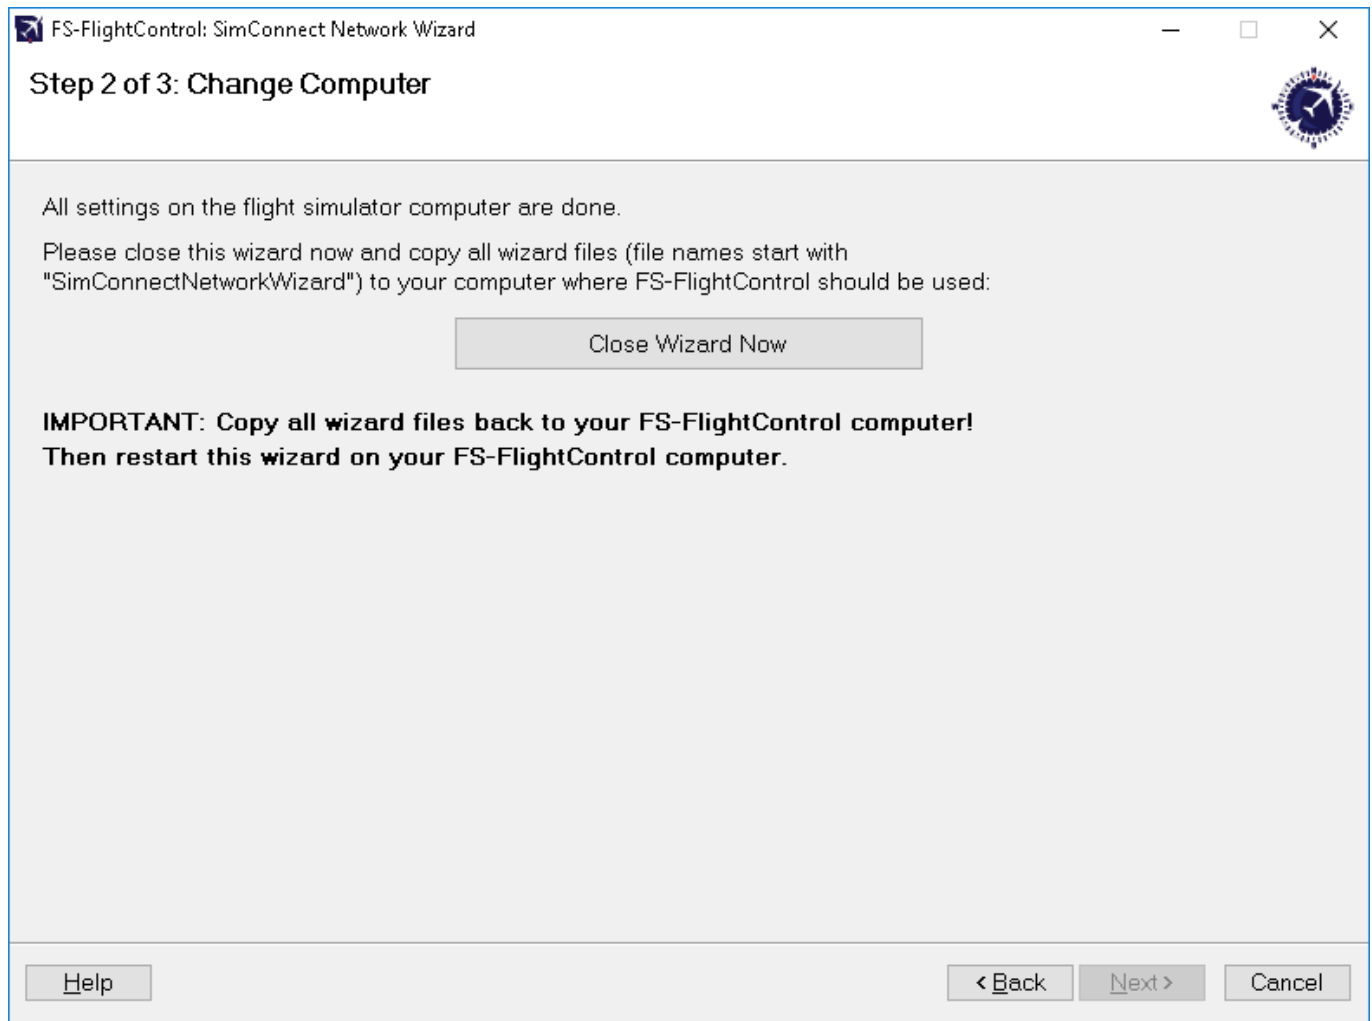 FS-FlightControl: SimConnect Network Wizard
Step 2 of 3: Change Computer
All settings on the flight simulator computer are done.
Please close this wizard now and copy all wizard files (file names start with
"SimConnectNetworkWizard") to your computer where FS-FlightControl should be used:
Close Wizard Now
IMPORTANT: Copy all wizard files back to your FS-FlightControl computer!
Then restart this wizard on your FS-FlightControl computer.
Help
< Back
Next >
Cancel